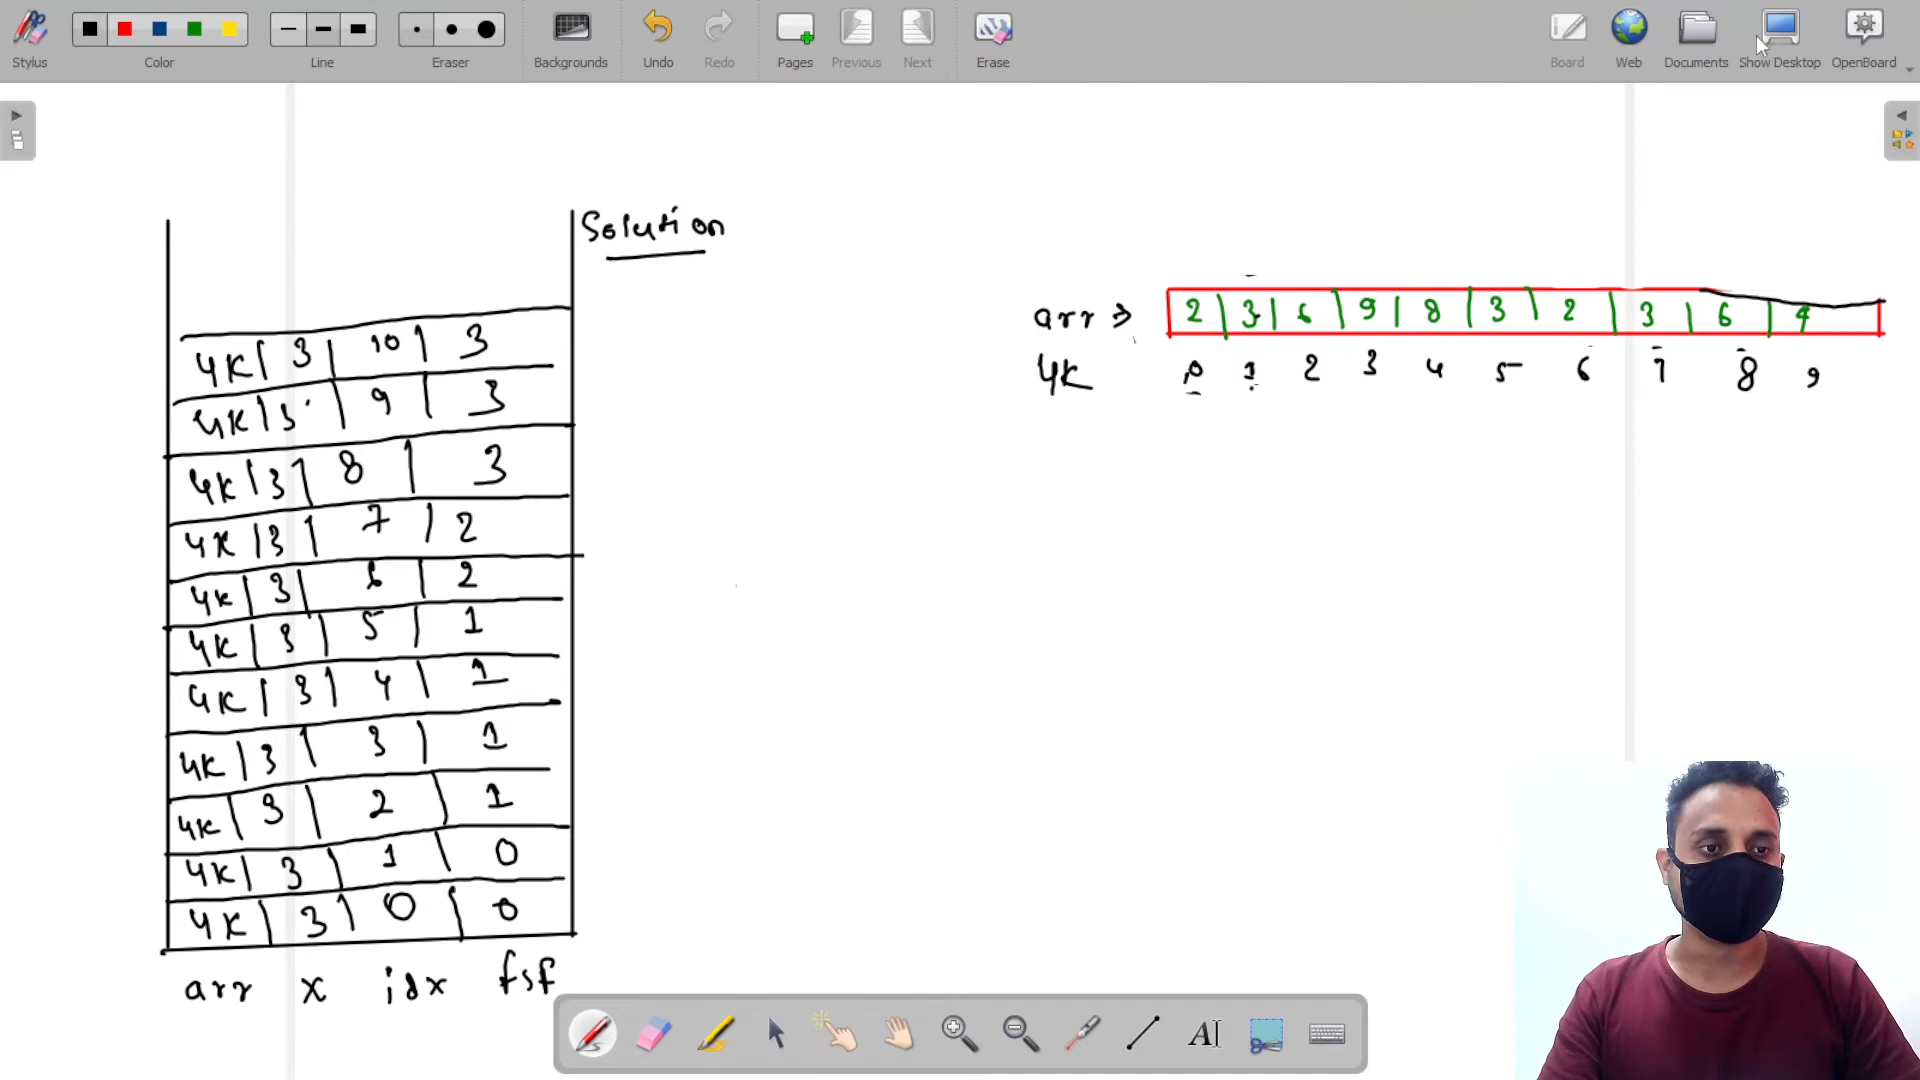 Stylus
Color
Line
Eraser
Backgrounds
Undo
Redo
Pages
Previous
Next
Erase
Board
Web
Documents
Show Desktop
OpenBoard
Solution
4K | 3 | 10 | 3
4K | 3 | 9 | 3
4K | 3 | 8 | 3
4K | 3 | 7 | 2
4K | 3 | 6 | 2
4K | 3 | 5 | 1
4K | 3 | 4 | 1
4K | 3 | 3 | 1
4K | 3 | 2 | 1
4K | 3 | 1 | 0
4K | 3 | 0 | 0
arr x idx fsf
arr → 2 | 3 | 6 | 9 | 8 | 3 | 2 | 3 | 6 | 9
4K 0 1 2 3 4 5 6 7 8 9
AI